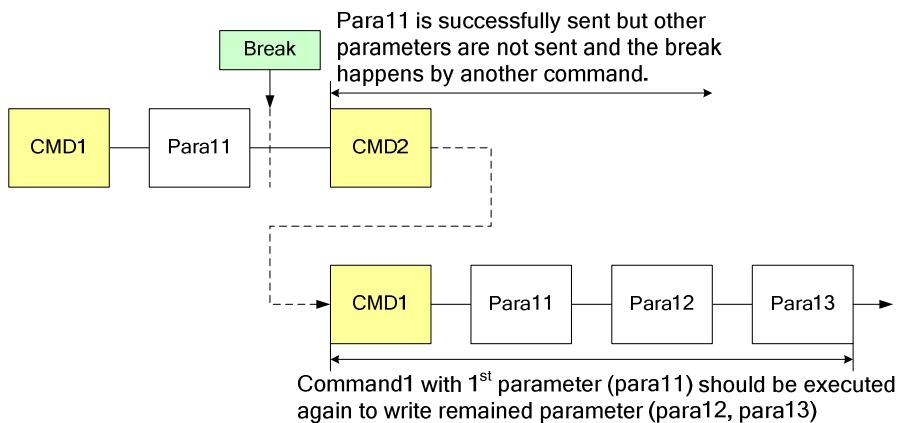 Para11 is successfully sent but other
parameters are not sent and the break
happens by another command.
Break
CMD1
Para11
CMD2
CMD1
Para11
Para12
Para13
Command1 with 1st parameter (para11) should be executed
again to write remained parameter (para12, para13)